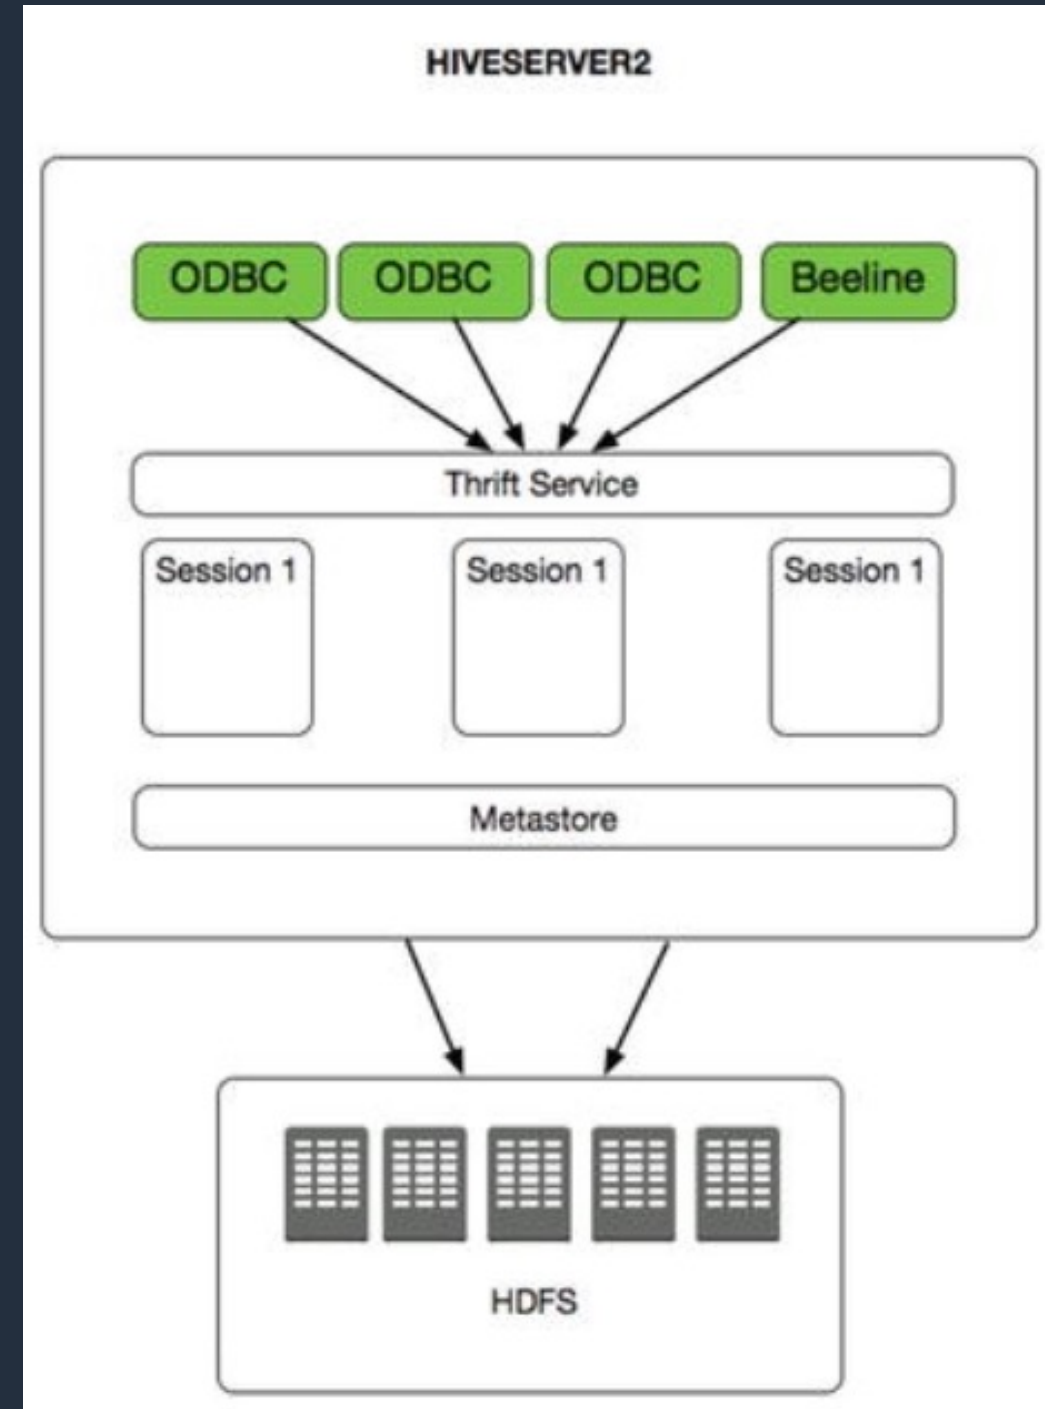 HIVESERVER2
ODBC ODBC ODBC Beeline
Thrift Service
Session 1 Session 1 Session 1
Metastore
HDFS